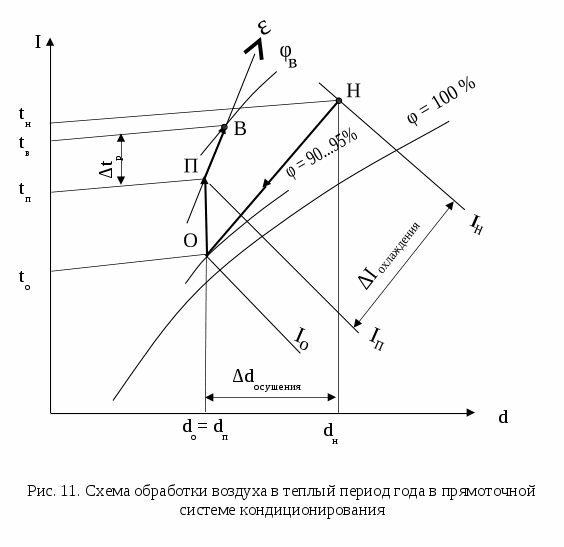 I
ε
φв
Н
φ = 100 %
tн
tв
В
Δtр
φ = 90...95%
П
tп
О
Iн
ΔIохлаждения
tо
Iо
Iп
Δdосушения
dо = dп
dн
d
Рис. 11. Схема обработки воздуха в теплый период года в прямоточной
системе кондиционирования